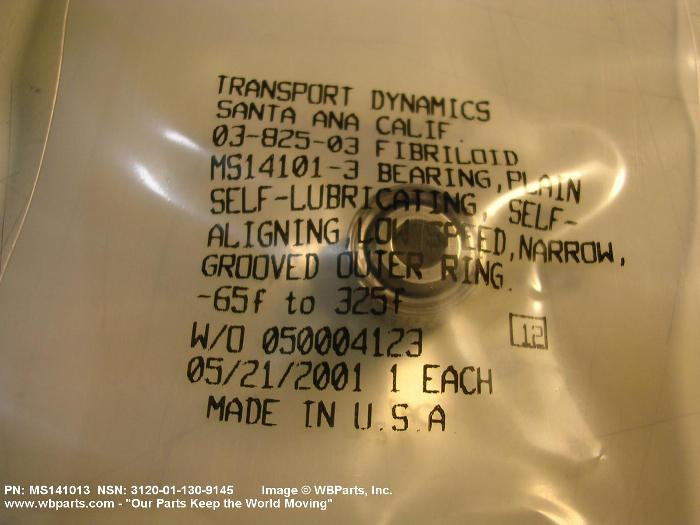 TRANSPORT DYNAMICS
SANTA ANA CALIF.
03-825-03 FIBRILOID
MS14101-3 BEARING,PLAIN
SELF-LUBRICATING, SELF-
ALIGNING,LOW SPEED,NARROW,
GROOVED OUTER RING.
-65f to 325f
W/O 050004123
12
05/21/2001 1 EACH
MADE IN U.S.A
PN: MS141013 NSN: 3120-01-130-9145 Image © WBParts, Inc.
www.wbparts.com - "Our Parts Keep the World Moving"